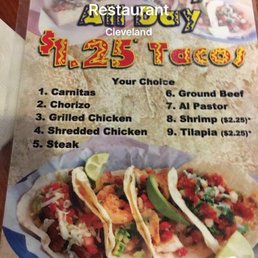 Restaurant
Cleveland
All Day
$1.25 Tacos
Your Choice
1. Carnitas
2. Chorizo
3. Grilled Chicken
4. Shredded Chicken
5. Steak
6. Ground Beef
7. Al Pastor
8. Shrimp ($2.25)*
9. Tilapia ($2.25)*